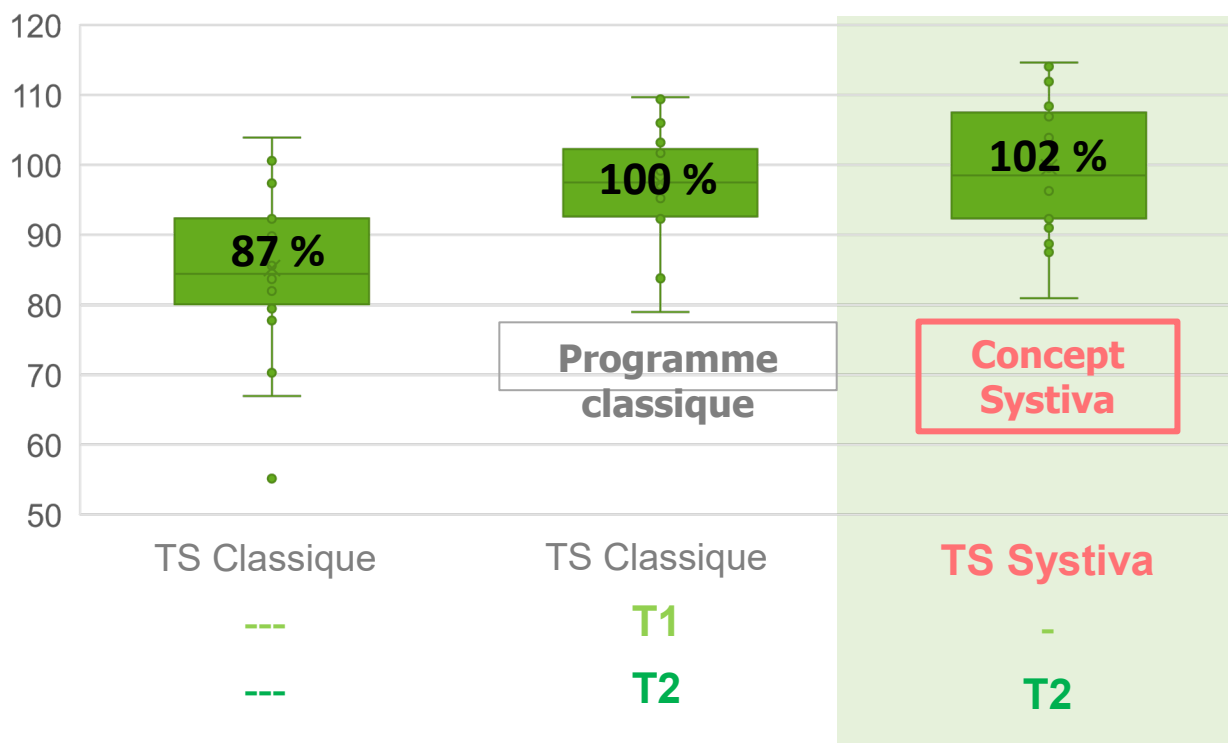 120
110
100
90
80
70
60
50
87 %
100 %
102 %
Programme
classique
Concept
Systiva
TS Classique
TS Classique
TS Systiva
---
T1
-
---
T2
T2